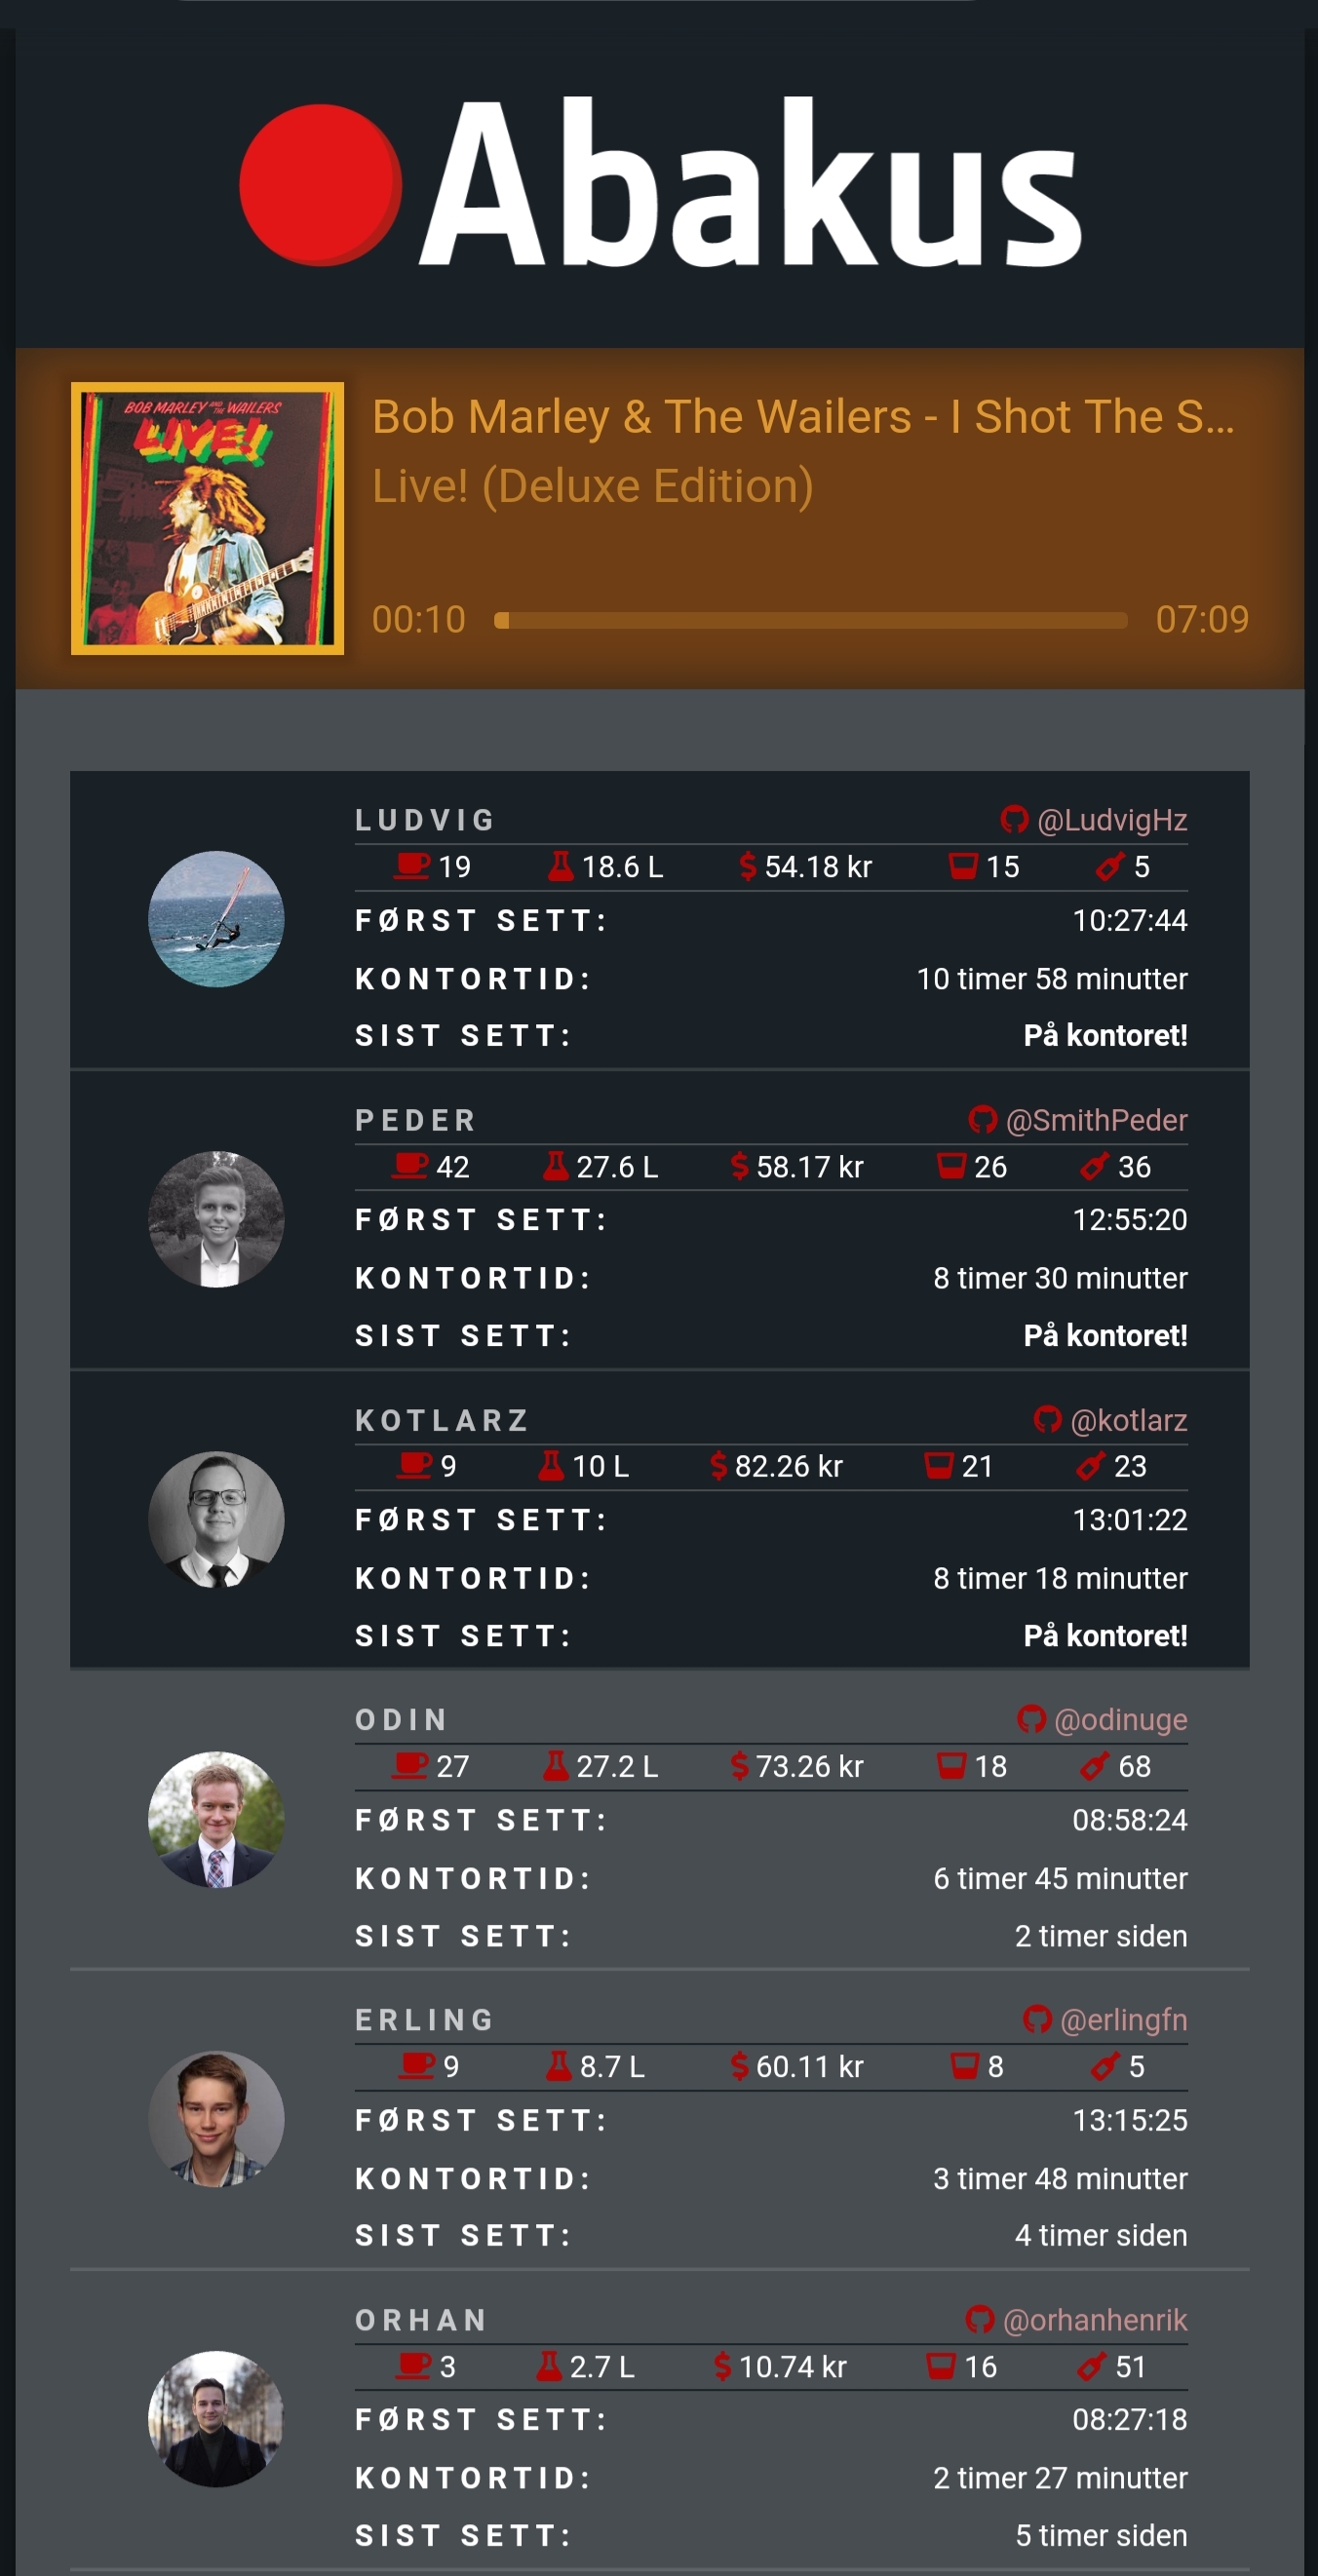 Abakus
BOB MARLEY AND THE WAILERS
LIVE!
Bob Marley & The Wailers - I Shot The S...
Live! (Deluxe Edition)
00:10 07:09
LUDVIG @LudvigHz
19 18.6 L $ 54.18 kr 15 5
FØRST SETT: 10:27:44
KONTORTID: 10 timer 58 minutter
SIST SETT: På kontoret!
PEDER @SmithPeder
42 27.6 L $ 58.17 kr 26 36
FØRST SETT: 12:55:20
KONTORTID: 8 timer 30 minutter
SIST SETT: På kontoret!
KOTLARZ @kotlarz
9 10 L $ 82.26 kr 21 23
FØRST SETT: 13:01:22
KONTORTID: 8 timer 18 minutter
SIST SETT: På kontoret!
ODIN @odinuge
27 27.2 L $ 73.26 kr 18 68
FØRST SETT: 08:58:24
KONTORTID: 6 timer 45 minutter
SIST SETT: 2 timer siden
ERLING @erlingfn
9 8.7 L $ 60.11 kr 8 5
FØRST SETT: 13:15:25
KONTORTID: 3 timer 48 minutter
SIST SETT: 4 timer siden
ORHAN @orhanhenrik
3 2.7 L $ 10.74 kr 16 51
FØRST SETT: 08:27:18
KONTORTID: 2 timer 27 minutter
SIST SETT: 5 timer siden